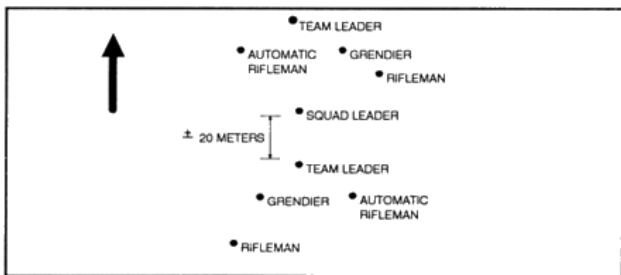 TEAM LEADER
AUTOMATIC
RIFLEMAN
GRENDIER
RIFLEMAN
SQUAD LEADER
± 20 METERS
TEAM LEADER
GRENDIER
AUTOMATIC
RIFLEMAN
RIFLEMAN